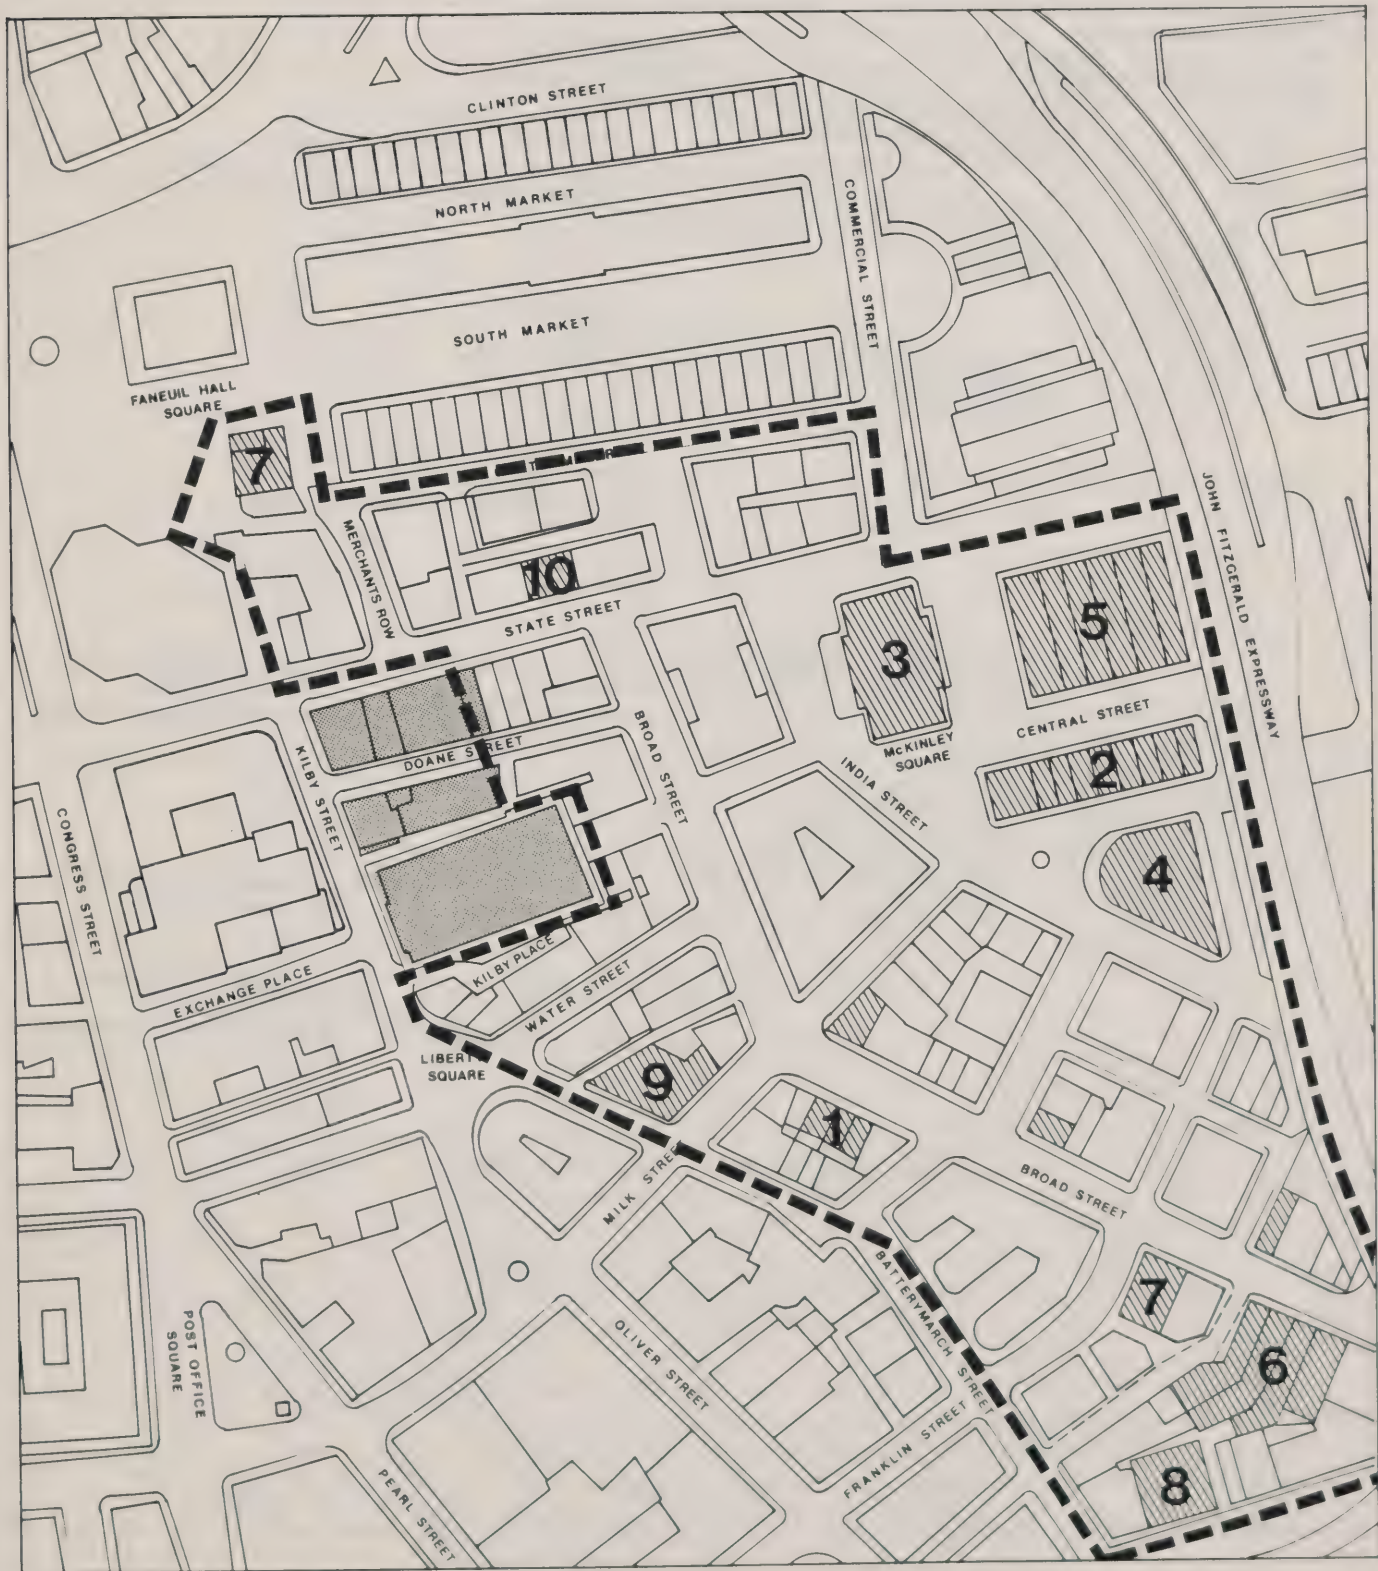 CLINTON STREET
NORTH MARKET
COMMERCIAL STREET
SOUTH MARKET
FANEUIL HALL
SQUARE
7
MERCHANTS ROW
10
STATE STREET
JOHN FITZGERALD EXPRESSWAY
5
3
McKINLEY
SQUARE
CENTRAL STREET
2
KILBY STREET
DOANE STREET
BROAD STREET
INDIA STREET
CONGRESS STREET
4
EXCHANGE PLACE
KILBY PLACE
WATER STREET
LIBERTY
SQUARE
9
1
MILK STREET
BROAD STREET
BATTERYMARCH STREET
7
6
POST OFFICE
SQUARE
OLIVER STREET
FRANKLIN STREET
PEARL STREET
8